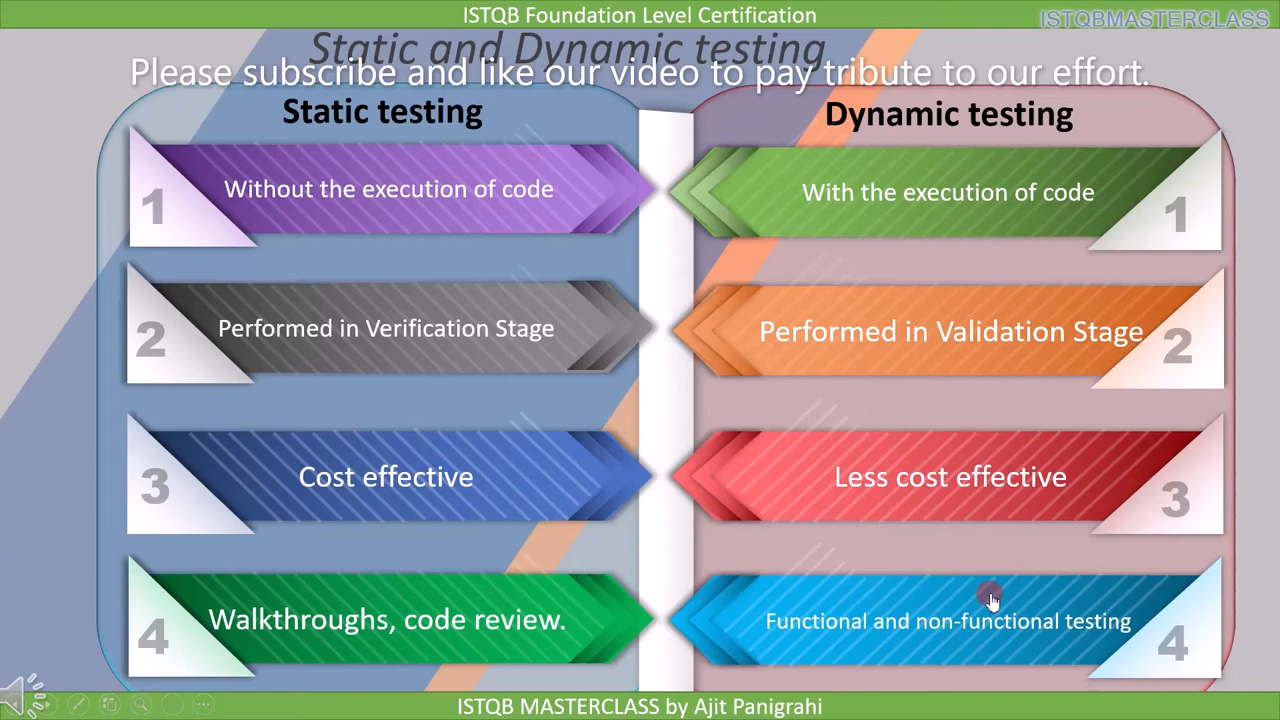 ISTQB Foundation Level Certification
ISTQBMASTERCLASS
Static and Dynamic testing
Please subscribe and like our video to pay tribute to our effort.
Static testing
Dynamic testing
1
Without the execution of code
With the execution of code
1
2
Performed in Verification Stage
Performed in Validation Stage
2
3
Cost effective
Less cost effective
3
4
Walkthroughs, code review.
Functional and non-functional testing
4
ISTQB MASTERCLASS by Ajit Panigrahi